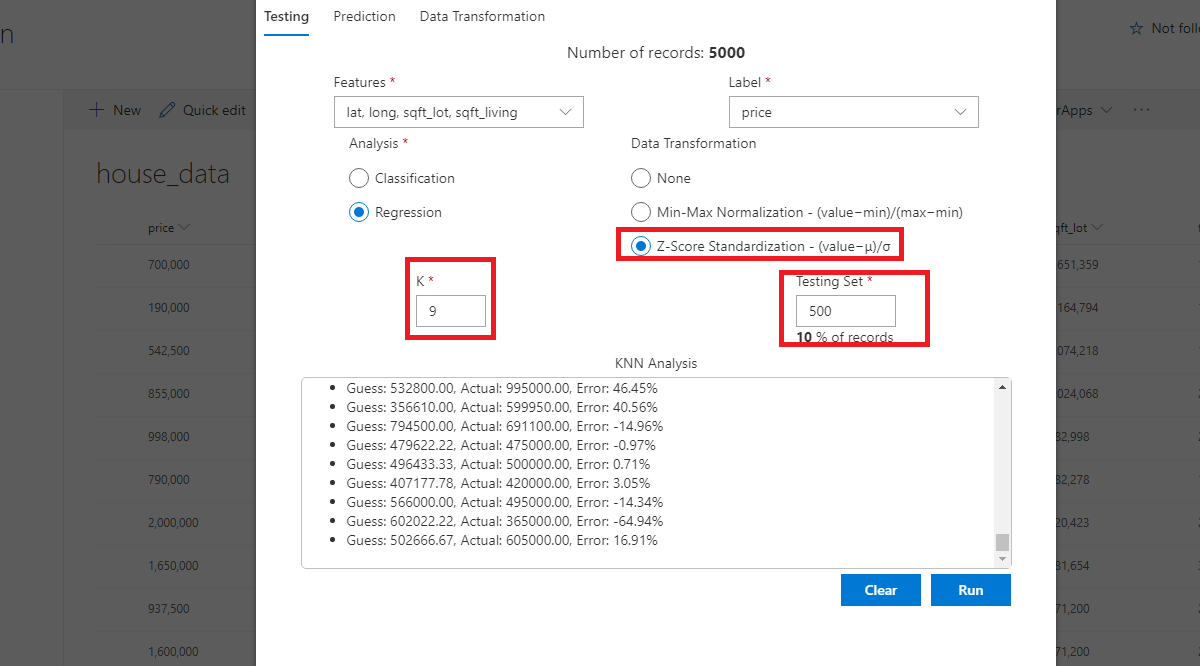 n
Testing Prediction Data Transformation
Not foll
Number of records: 5000
Features * Label *
lat, long, sqft_lot, sqft_living price
New Quick edit rApps ···
Analysis * Data Transformation
house_data
Classification None
Regression Min-Max Normalization - (value−min)/(max−min)
price qft_lot
Z-Score Standardization - (value−μ)/σ
700,000 651,359
K * Testing Set *
190,000 9 500 164,794
10 % of records
542,500 074,218
KNN Analysis
855,000 024,068
Guess: 532800.00, Actual: 995000.00, Error: 46.45%
Guess: 356610.00, Actual: 599950.00, Error: 40.56%
Guess: 794500.00, Actual: 691100.00, Error: -14.96%
998,000 32,998
Guess: 479622.22, Actual: 475000.00, Error: -0.97%
Guess: 496433.33, Actual: 500000.00, Error: 0.71%
790,000 32,278
Guess: 407177.78, Actual: 420000.00, Error: 3.05%
Guess: 566000.00, Actual: 495000.00, Error: -14.34%
2,000,000 20,423
Guess: 602022.22, Actual: 365000.00, Error: -64.94%
Guess: 502666.67, Actual: 605000.00, Error: 16.91%
1,650,000 31,654
Clear Run
937,500 71,200
1,600,000 71,200